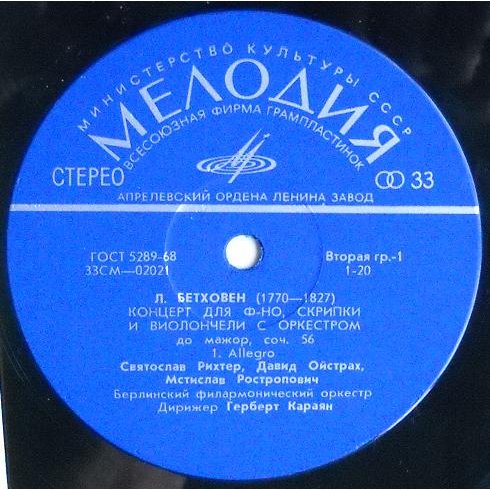 МИНИСТЕРСТВО КУЛЬТУРЫ СССР
МЕЛОДИЯ
ВСЕСОЮЗНАЯ ФИРМА ГРАМПЛАСТИНОК
СТЕРЕО 33
АПРЕЛЕВСКИЙ ОРДЕНА ЛЕНИНА ЗАВОД
ГОСТ 5289-68 Вторая гр.-1
33СМ—02021 1-20
Л. БЕТХОВЕН (1770—1827)
КОНЦЕРТ ДЛЯ Ф-НО, СКРИПКИ
И ВИОЛОНЧЕЛИ С ОРКЕСТРОМ
до мажор, соч. 56
1. Allegro
Святослав Рихтер, Давид Ойстрах,
Мстислав Ростропович
Берлинский филармонический оркестр
Дирижер Герберт Караян